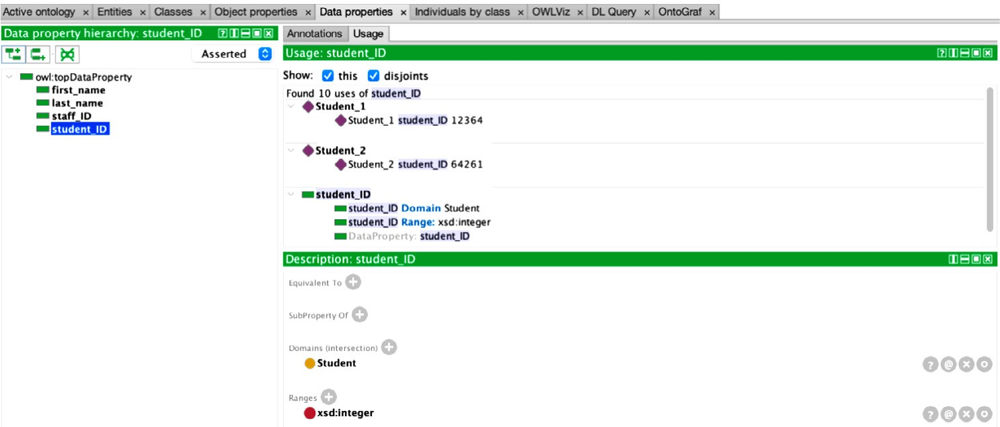 Active ontology × Entities × Classes × Object properties × Data properties × Individuals by class × OWLViz × DL Query × OntoGraf ×
Data property hierarchy: student_ID
Asserted
owl:topDataProperty
first_name
last_name
staff_ID
student_ID
Annotations Usage
Usage: student_ID
Show: this disjoints
Found 10 uses of student_ID
Student_1
Student_1 student_ID 12364
Student_2
Student_2 student_ID 64261
student_ID
student_ID Domain Student
student_ID Range: xsd:integer
DataProperty: student_ID
Description: student_ID
Equivalent To
SubProperty Of
Domains (intersection)
Student
Ranges
xsd:integer